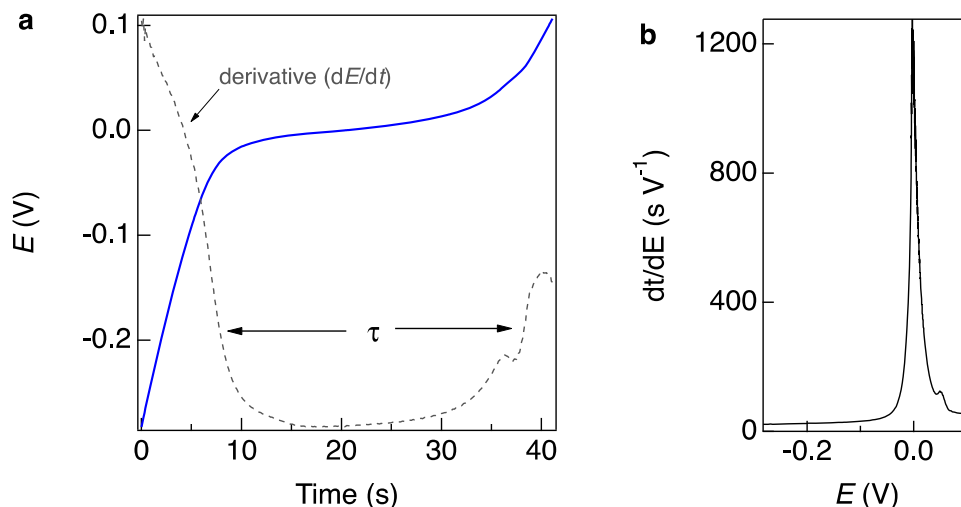 a
0.1
0.0
-0.1
-0.2
E (V)
derivative (dE/dt)
τ
0
10
20
30
40
Time (s)
b
1200
800
400
0
dt/dE (s V-1)
-0.2
0.0
E (V)